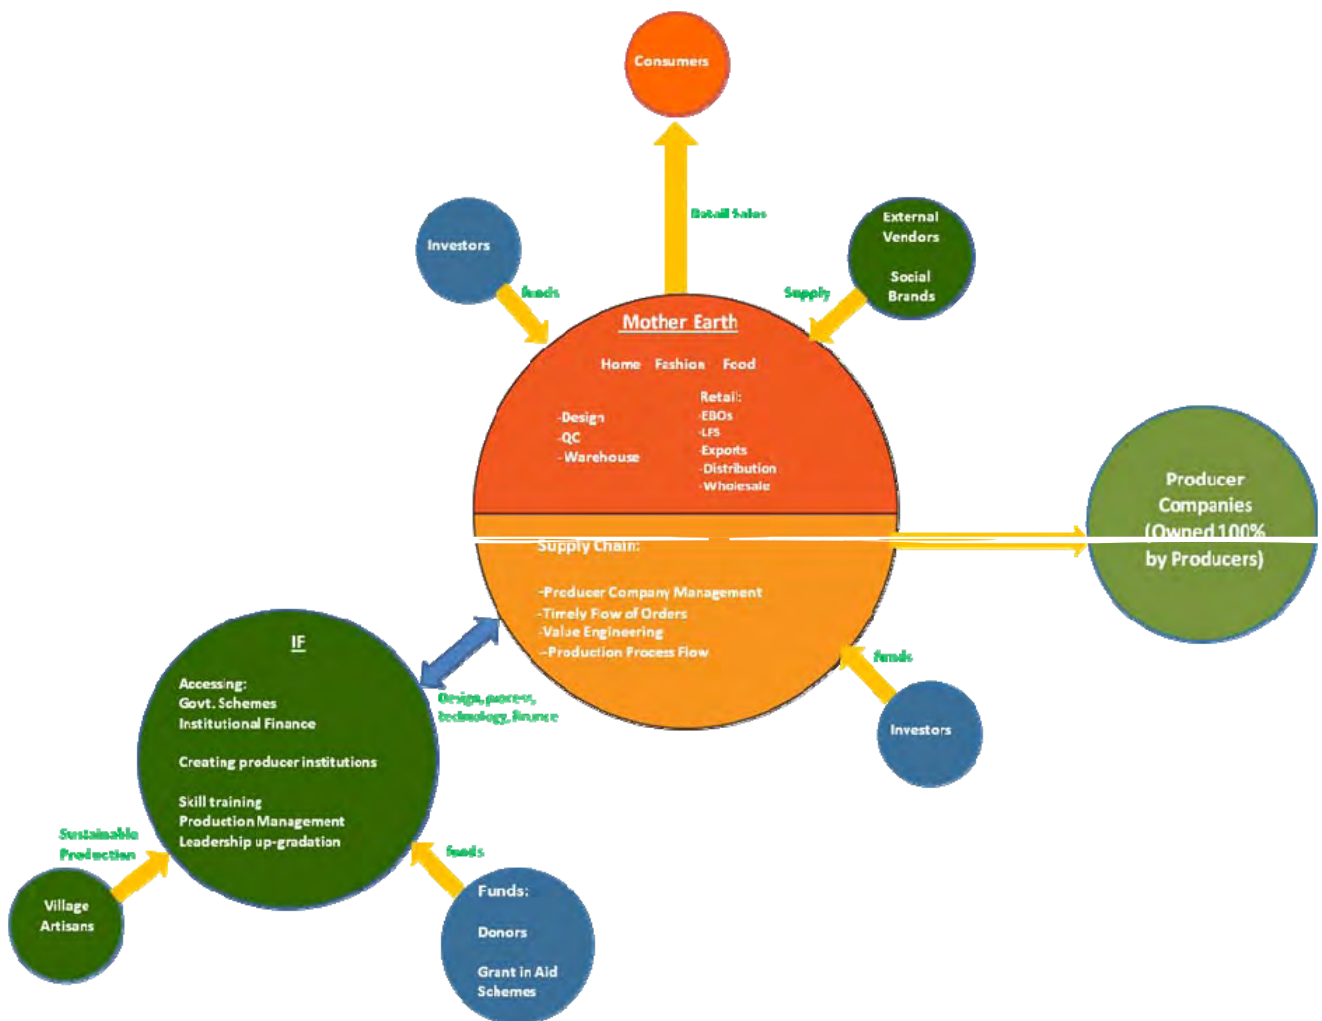 Consumers
Retail Sales
Investors
funds
External
Vendors
Social
Brands
Supply
Mother Earth
Home Fashion Food
-Design
-QC
-Warehouse
Retail:
-EBOs
-LFS
-Exports
-Distribution
-Wholesale
Supply Chain:
-Producer Company Management
-Timely Flow of Orders
-Value Engineering
-Production Process Flow
Producer
Companies
(Owned 100%
by Producers)
funds
Investors
IF
Accessing:
Govt. Schemes
Institutional Finance
Creating producer institutions
Skill training
Production Management
Leadership up-gradation
Design, process,
technology, finance
Sustainable
Production
Village
Artisans
funds
Funds:
Donors
Grant in Aid
Schemes